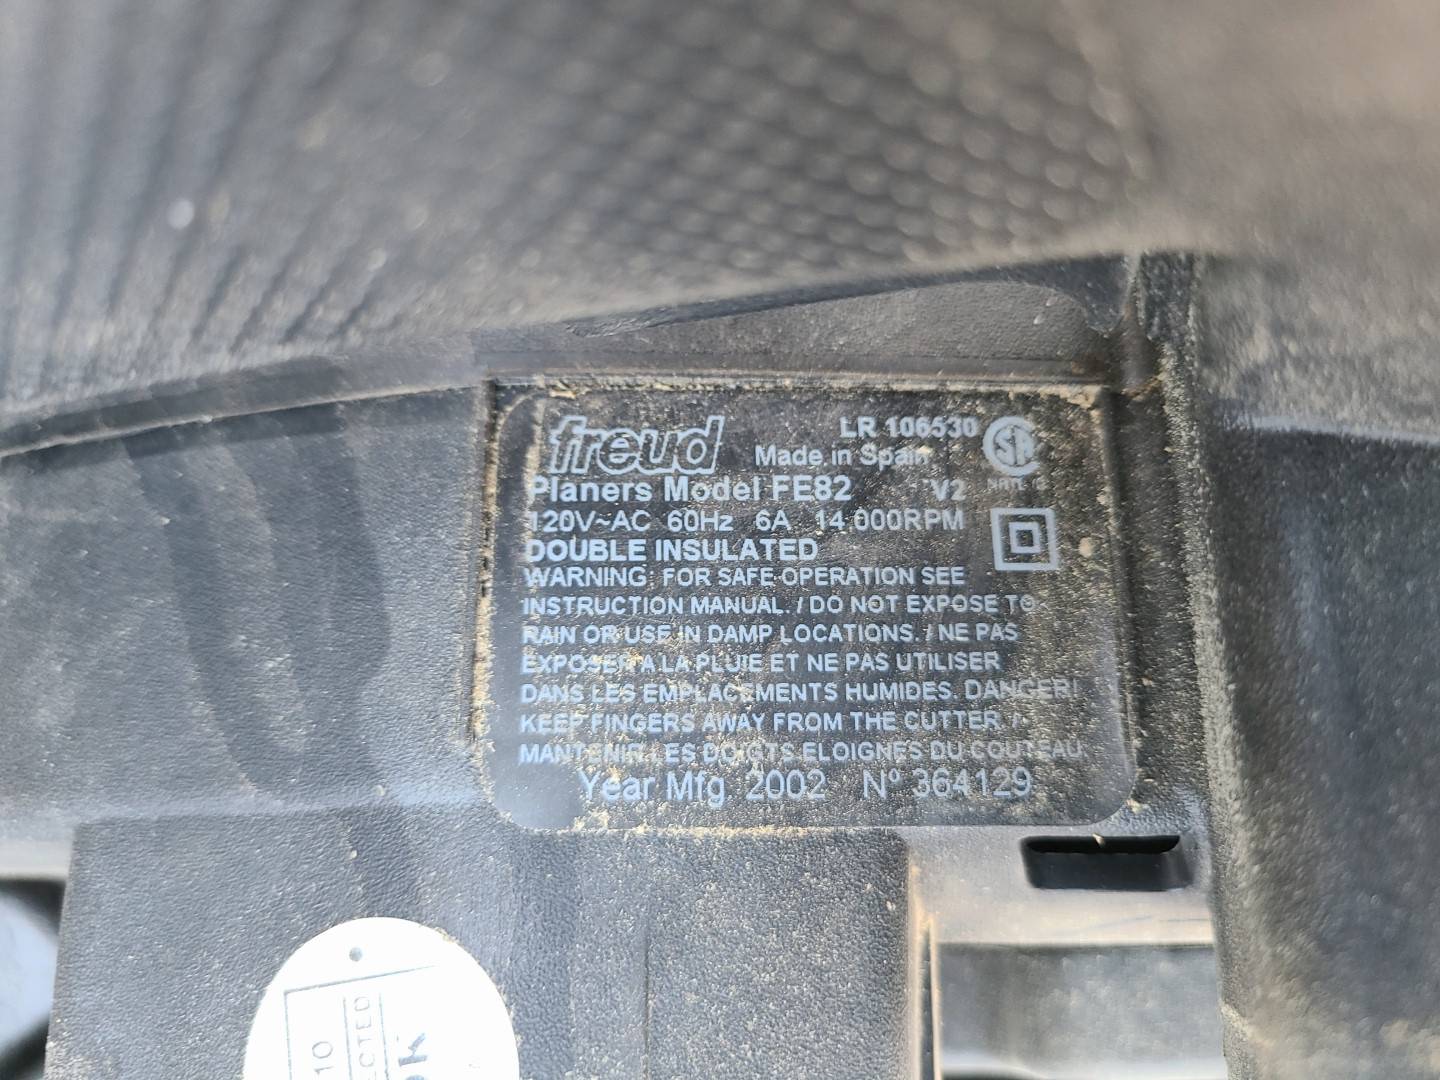 freud
LR 106530
Made in Spain
Planers Model FE82 V2
120V~AC 60Hz 6A 14.000RPM
DOUBLE INSULATED
WARNING: FOR SAFE OPERATION SEE
INSTRUCTION MANUAL. / DO NOT EXPOSE TO
RAIN OR USE IN DAMP LOCATIONS. / NE PAS
EXPOSER A LA PLUIE ET NE PAS UTILISER
DANS LES EMPLACEMENTS HUMIDES. DANGER!
KEEP FINGERS AWAY FROM THE CUTTER /
MANTENIR LES DOIGTS ELOIGNES DU COUTEAU
Year Mfg. 2002 Nº 364129
10
OK